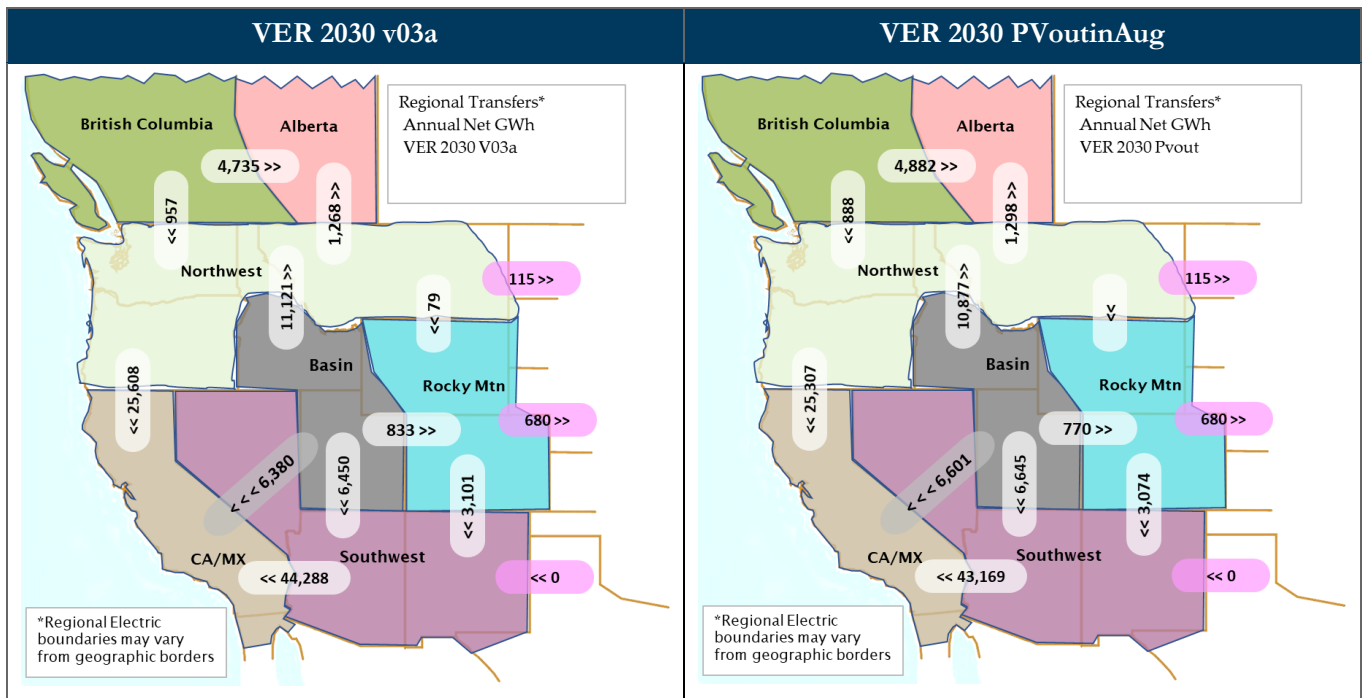 VER 2030 v03a
Regional Transfers*
Annual Net GWh
VER 2030 V03a
British Columbia
Alberta
4,735 >>
<< 957
1,268 >>
Northwest
11,121 >>
<< 79
115 >>
Basin
Rocky Mtn
<< 25,608
833 >>
680 >>
< < < 6,380
<< 6,450
<< 3,101
CA/MX
Southwest
<< 44,288
<< 0
*Regional Electric
boundaries may vary
from geographic borders
VER 2030 PVoutinAug
Regional Transfers*
Annual Net GWh
VER 2030 Pvout
British Columbia
Alberta
4,882 >>
<< 888
1,298 >>
Northwest
10,877 >>
<<
115 >>
Basin
Rocky Mtn
<< 25,307
770 >>
680 >>
< < < 6,601
<< 6,645
<< 3,074
CA/MX
Southwest
<< 43,169
<< 0
*Regional Electric
boundaries may vary
from geographic borders